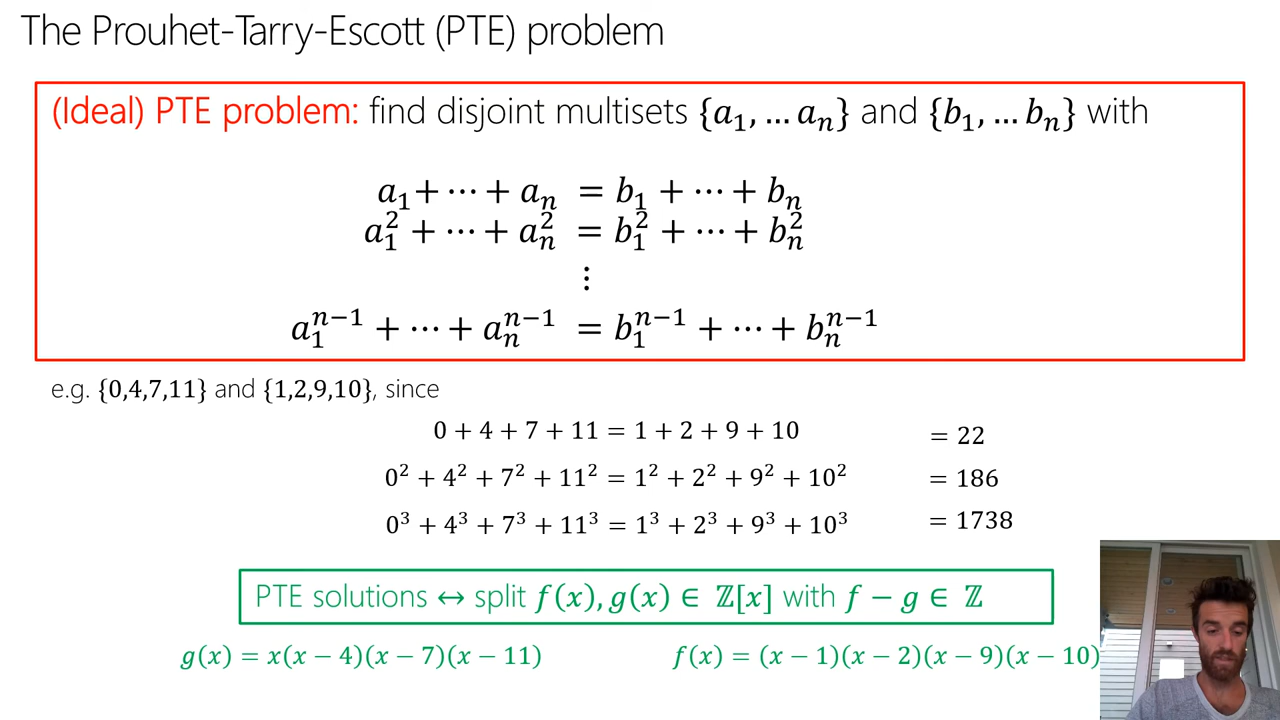 The Prouhet-Tarry-Escott (PTE) problem
(Ideal) PTE problem: find disjoint multisets {a₁, … aₙ} and {b₁, … bₙ} with
a₁ + ⋯ + aₙ = b₁ + ⋯ + bₙ
a₁² + ⋯ + aₙ² = b₁² + ⋯ + bₙ²
⋮
a₁ⁿ⁻¹ + ⋯ + aₙⁿ⁻¹ = b₁ⁿ⁻¹ + ⋯ + bₙⁿ⁻¹
e.g. {0,4,7,11} and {1,2,9,10}, since
0 + 4 + 7 + 11 = 1 + 2 + 9 + 10 = 22
0² + 4² + 7² + 11² = 1² + 2² + 9² + 10² = 186
0³ + 4³ + 7³ + 11³ = 1³ + 2³ + 9³ + 10³ = 1738
PTE solutions ↔ split f(x), g(x) ∈ ℤ[x] with f − g ∈ ℤ
g(x) = x(x − 4)(x − 7)(x − 11) f(x) = (x − 1)(x − 2)(x − 9)(x − 10)